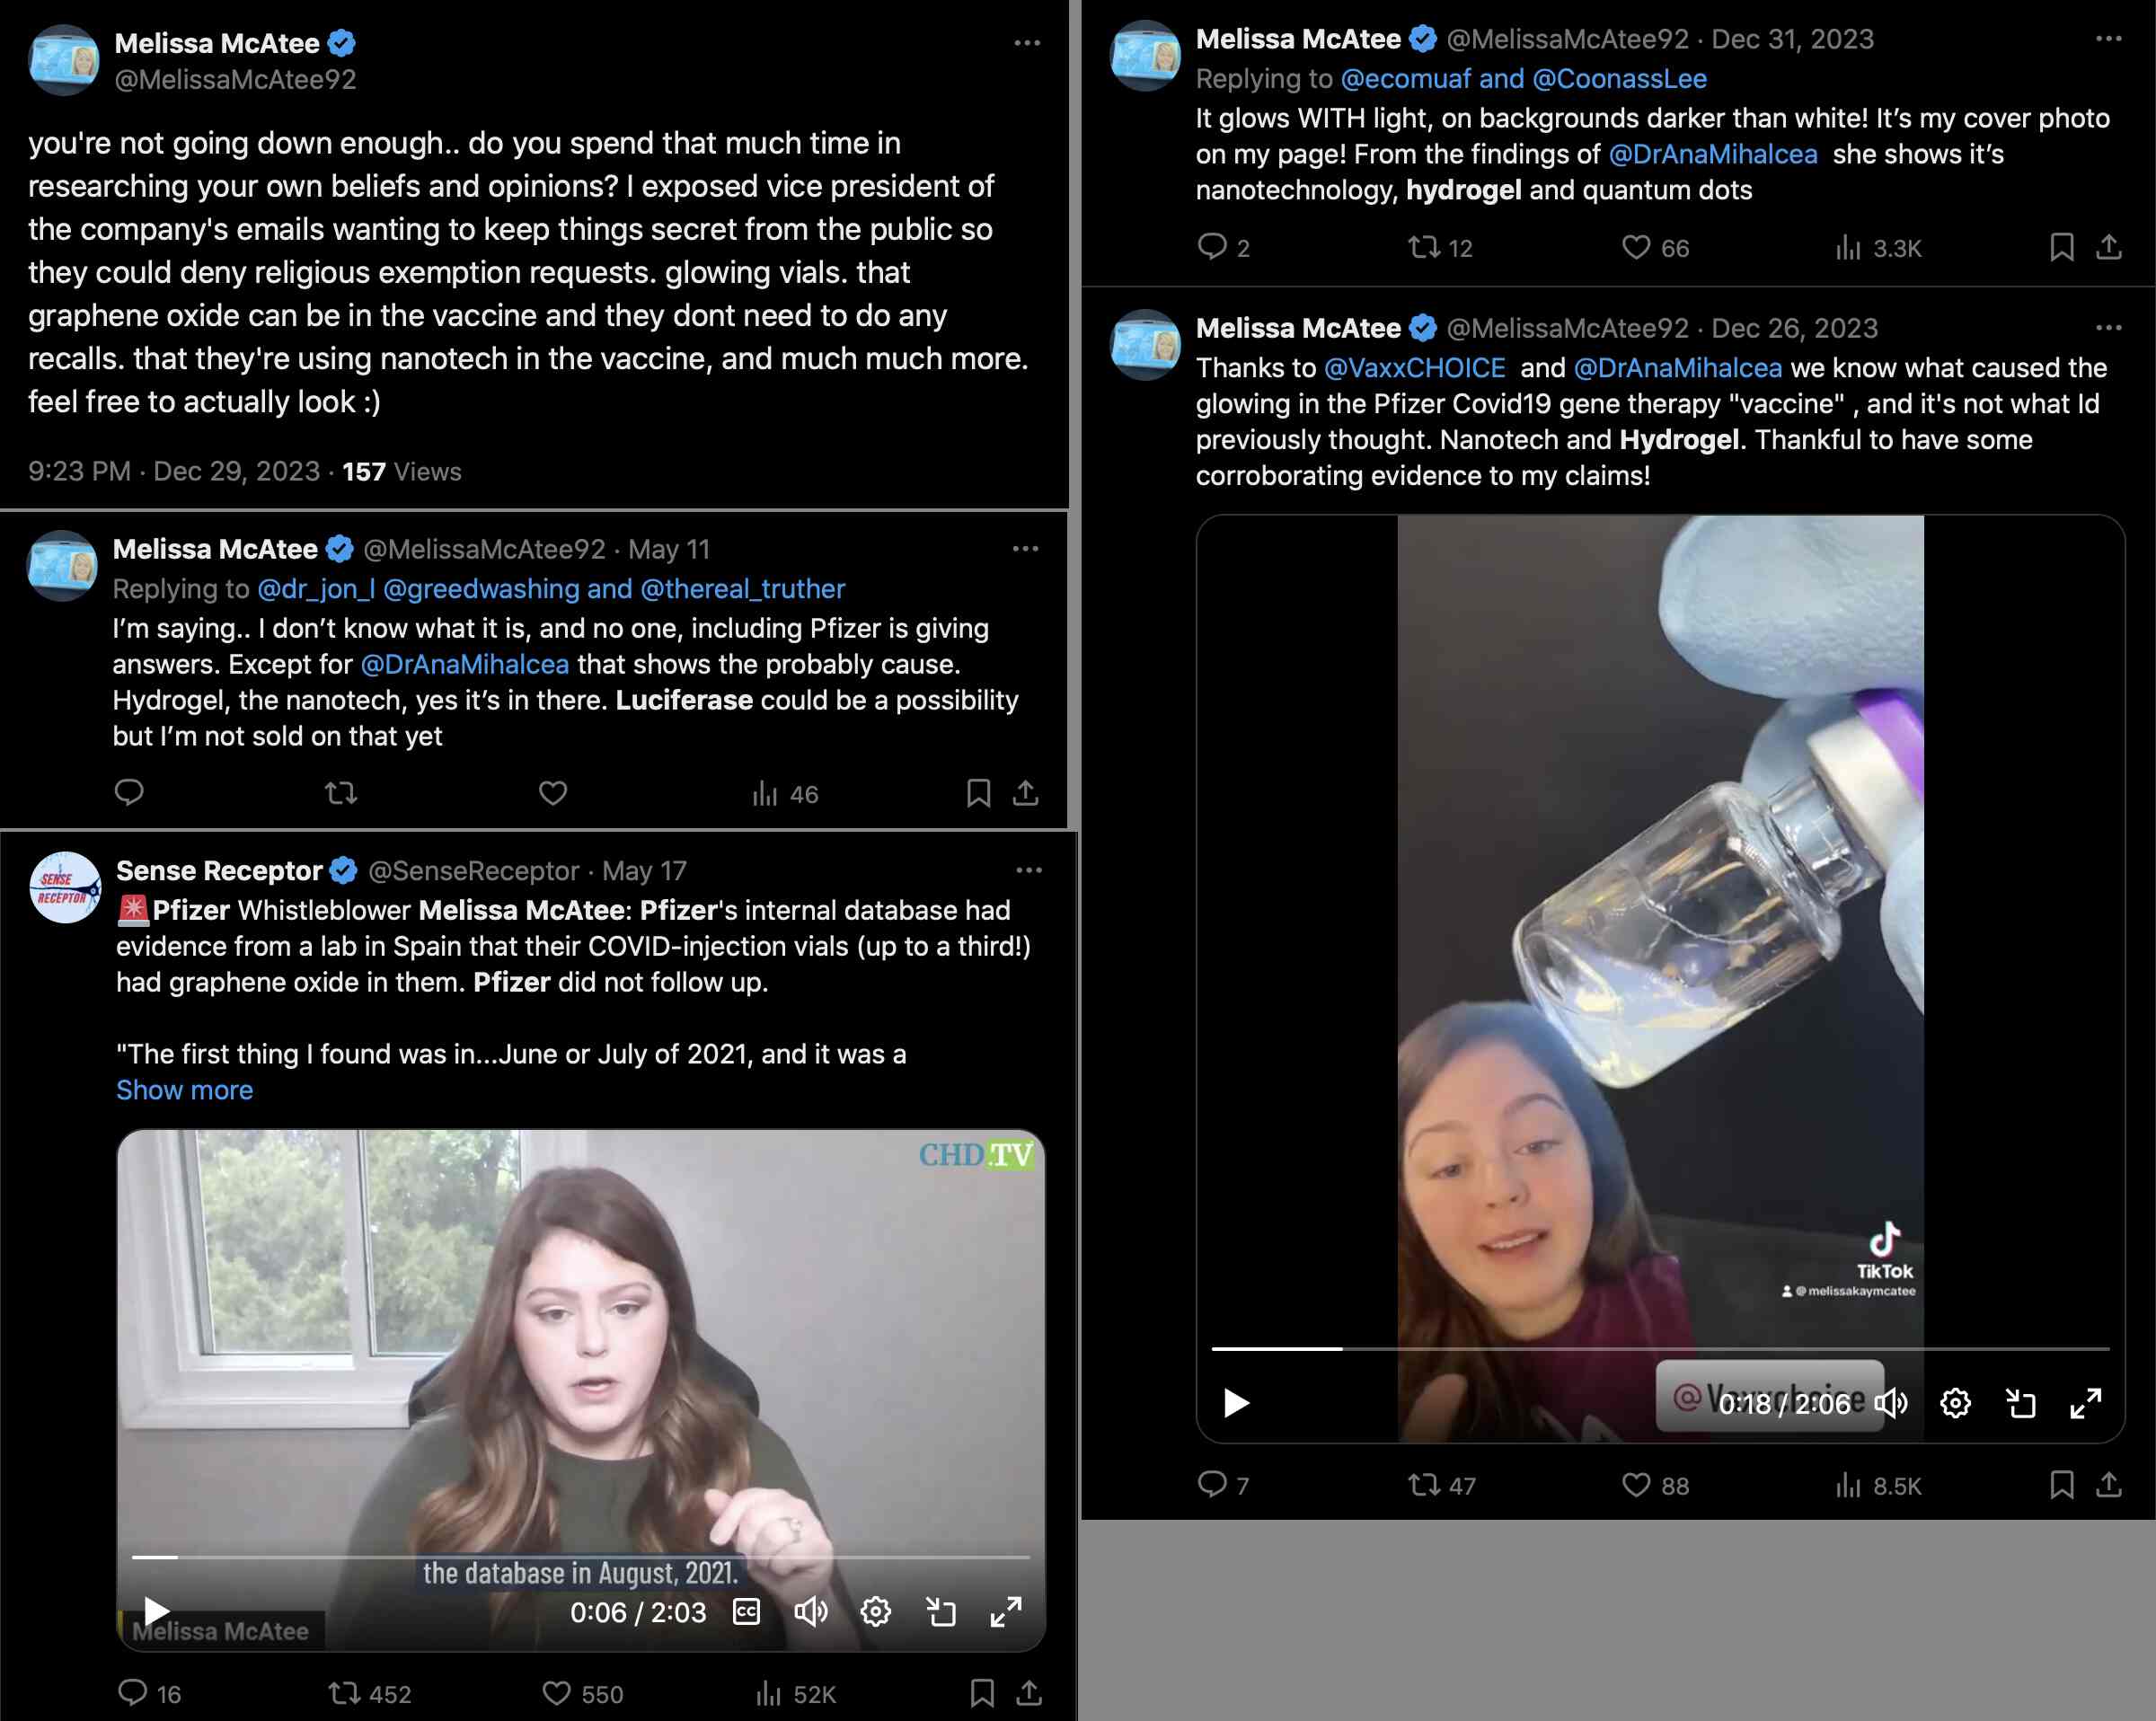 Melissa McAtee
@MelissaMcAtee92
you're not going down enough.. do you spend that much time in
researching your own beliefs and opinions? I exposed vice president of
the company's emails wanting to keep things secret from the public so
they could deny religious exemption requests. glowing vials. that
graphene oxide can be in the vaccine and they dont need to do any
recalls. that they're using nanotech in the vaccine, and much much more.
feel free to actually look :)
9:23 PM · Dec 29, 2023 · 157 Views
Melissa McAtee @MelissaMcAtee92 · May 11
Replying to @dr_jon_l @greedwashing and @thereal_truther
I’m saying.. I don’t know what it is, and no one, including Pfizer is giving
answers. Except for @DrAnaMihalcea that shows the probably cause.
Hydrogel, the nanotech, yes it’s in there. Luciferase could be a possibility
but I’m not sold on that yet
46
SENSE
RECEPTOR
Sense Receptor @SenseReceptor · May 17
🚨Pfizer Whistleblower Melissa McAtee: Pfizer's internal database had
evidence from a lab in Spain that their COVID-injection vials (up to a third!)
had graphene oxide in them. Pfizer did not follow up.
"The first thing I found was in...June or July of 2021, and it was a
Show more
CHD.TV
the database in August, 2021.
0:06 / 2:03
CC
Melissa McAtee
16 452 550 52K
Melissa McAtee @MelissaMcAtee92 · Dec 31, 2023
Replying to @ecomuaf and @CoonassLee
It glows WITH light, on backgrounds darker than white! It’s my cover photo
on my page! From the findings of @DrAnaMihalcea she shows it’s
nanotechnology, hydrogel and quantum dots
2 12 66 3.3K
Melissa McAtee @MelissaMcAtee92 · Dec 26, 2023
Thanks to @VaxxCHOICE and @DrAnaMihalcea we know what caused the
glowing in the Pfizer Covid19 gene therapy "vaccine" , and it's not what Id
previously thought. Nanotech and Hydrogel. Thankful to have some
corroborating evidence to my claims!
TikTok
@melissakaymcatee
@Vaxxchoice
0:18 / 2:06
7 47 88 8.5K